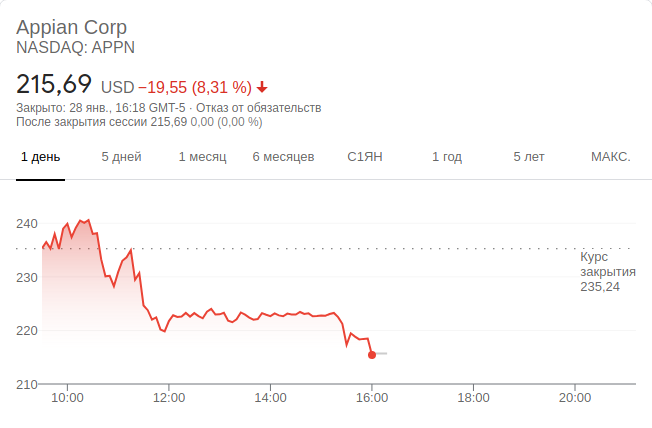 Appian Corp
NASDAQ: APPN
215,69 USD −19,55 (8,31 %)
Закрыто: 28 янв., 16:18 GMT-5 · Отказ от обязательств
После закрытия сессии 215,69 0,00 (0,00 %)
1 день 5 дней 1 месяц 6 месяцев С1ЯН 1 год 5 лет МАКС.
240
Курс
закрытия
230
235,24
220
210
10:00 12:00 14:00 16:00 18:00 20:00